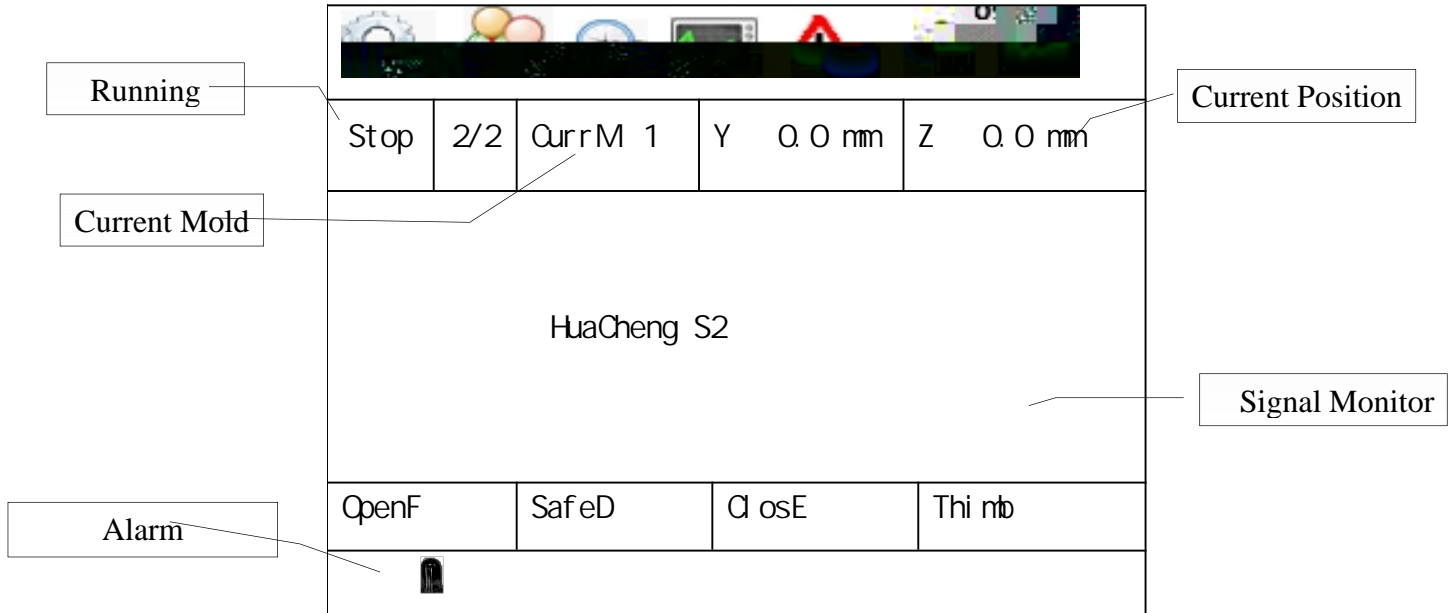 Running
Current Position
Stop 2/2 CurrM 1 Y 0.0 mm Z 0.0 mm
Current Mold
HuaCheng S2
Signal Monitor
OpenF SafeD ClosE Thimb
Alarm